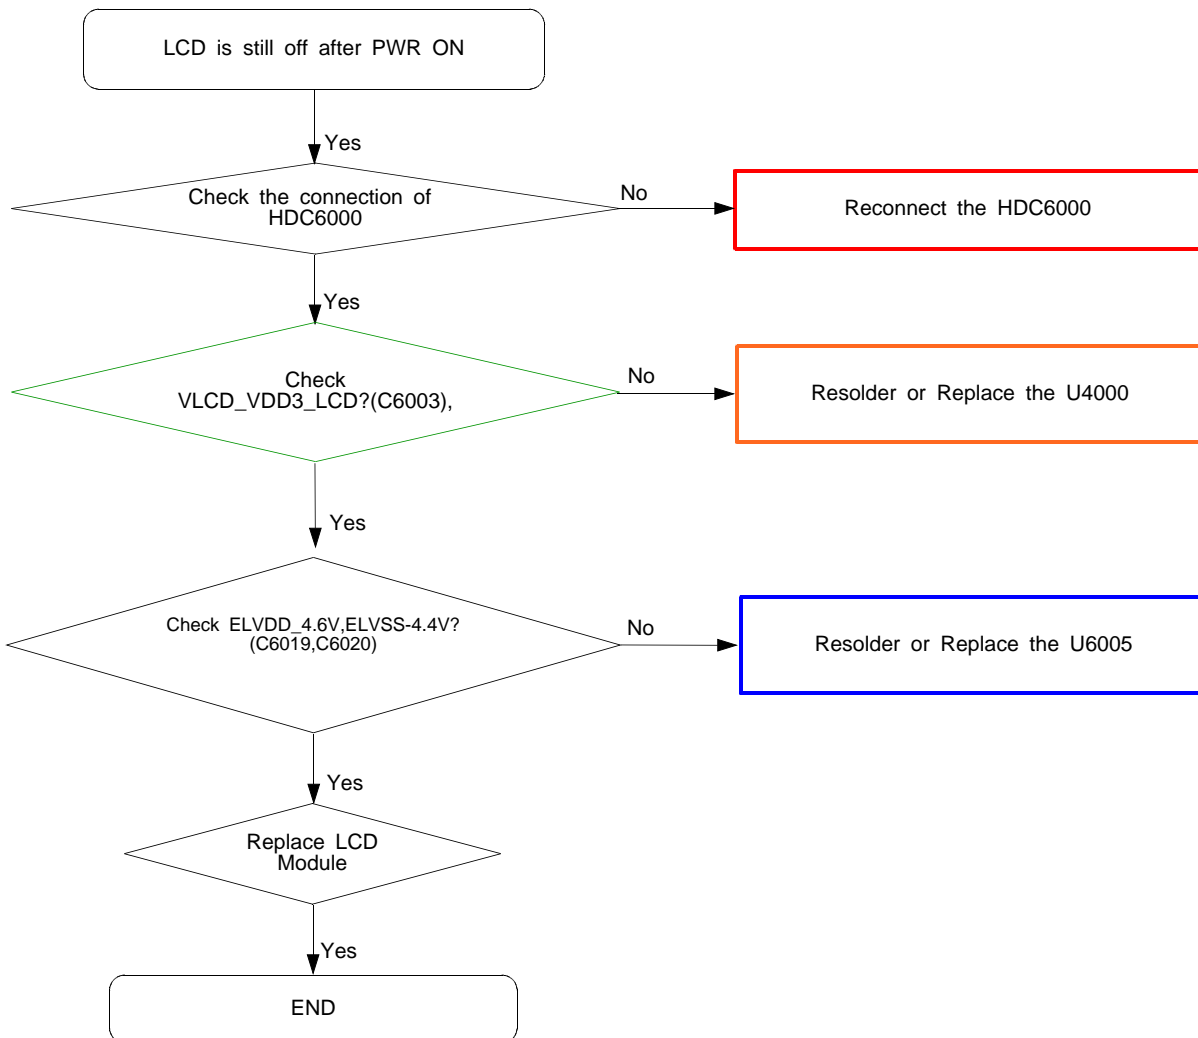 LCD is still off after PWR ON
Yes
Check the connection of
HDC6000
No
Reconnect the HDC6000
Yes
Check
VLCD_VDD3_LCD?(C6003),
No
Resolder or Replace the U4000
Yes
Check ELVDD_4.6V,ELVSS-4.4V?
(C6019,C6020)
No
Resolder or Replace the U6005
Yes
Replace LCD
Module
Yes
END